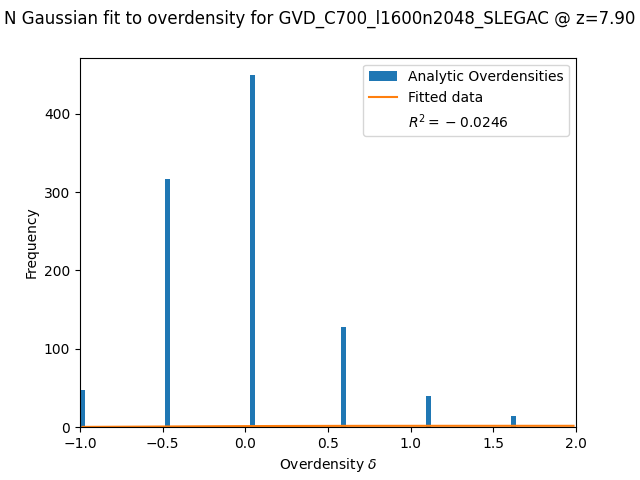 N Gaussian fit to overdensity for GVD_C700_l1600n2048_SLEGAC @ z=7.90
Analytic Overdensities
Fitted data
R² = − 0.0246
Frequency
400
300
200
100
0
−1.0 −0.5 0.0 0.5 1.0 1.5 2.0
Overdensity δ